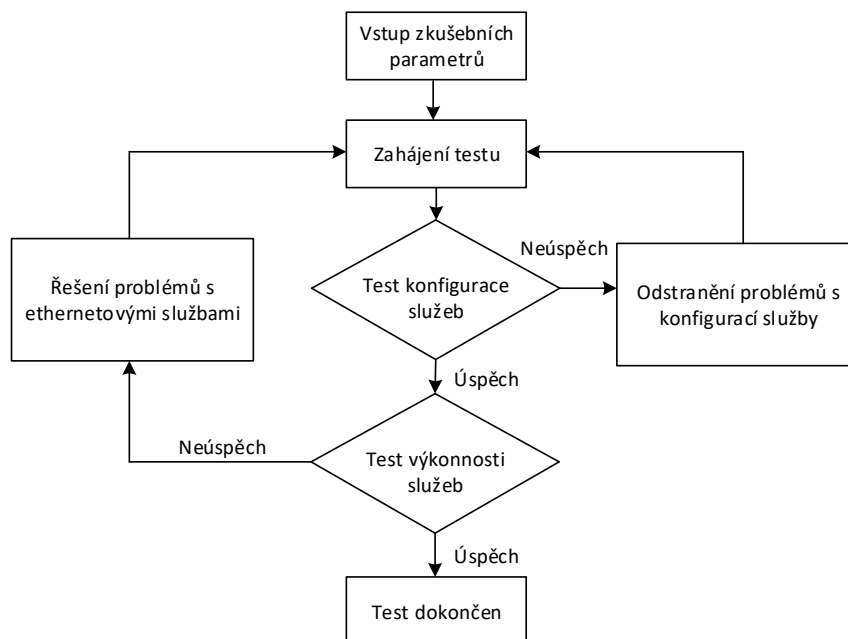 Vstup zkušebních
parametrů
Zahájení testu
Neúspěch
Řešení problémů s
ethernetovými službami
Test konfigurace
služeb
Odstranění problémů s
konfigurací služby
Úspěch
Neúspěch
Test výkonnosti
služeb
Úspěch
Test dokončen